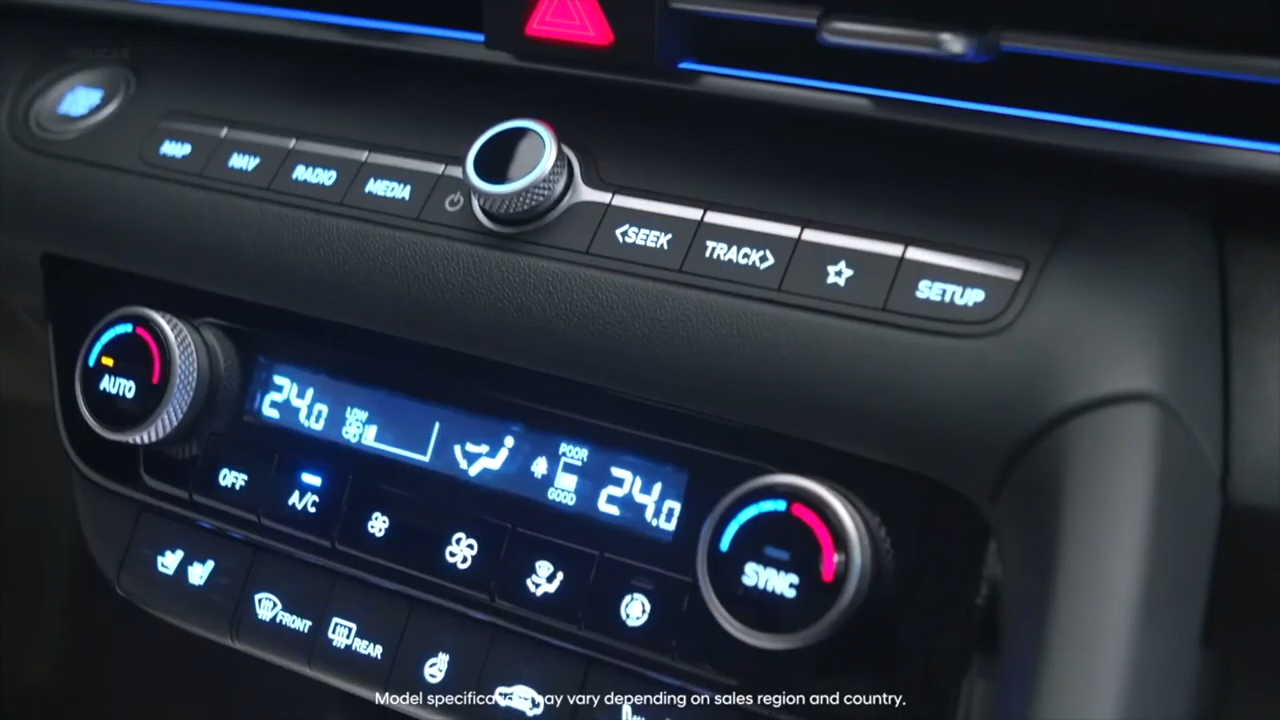 MAP
NAV
RADIO
MEDIA
<SEEK
TRACK>
SETUP
AUTO
24.0
LOW
POOR
GOOD
24.0
OFF
A/C
SYNC
FRONT
REAR
Model specifications may vary depending on sales region and country.